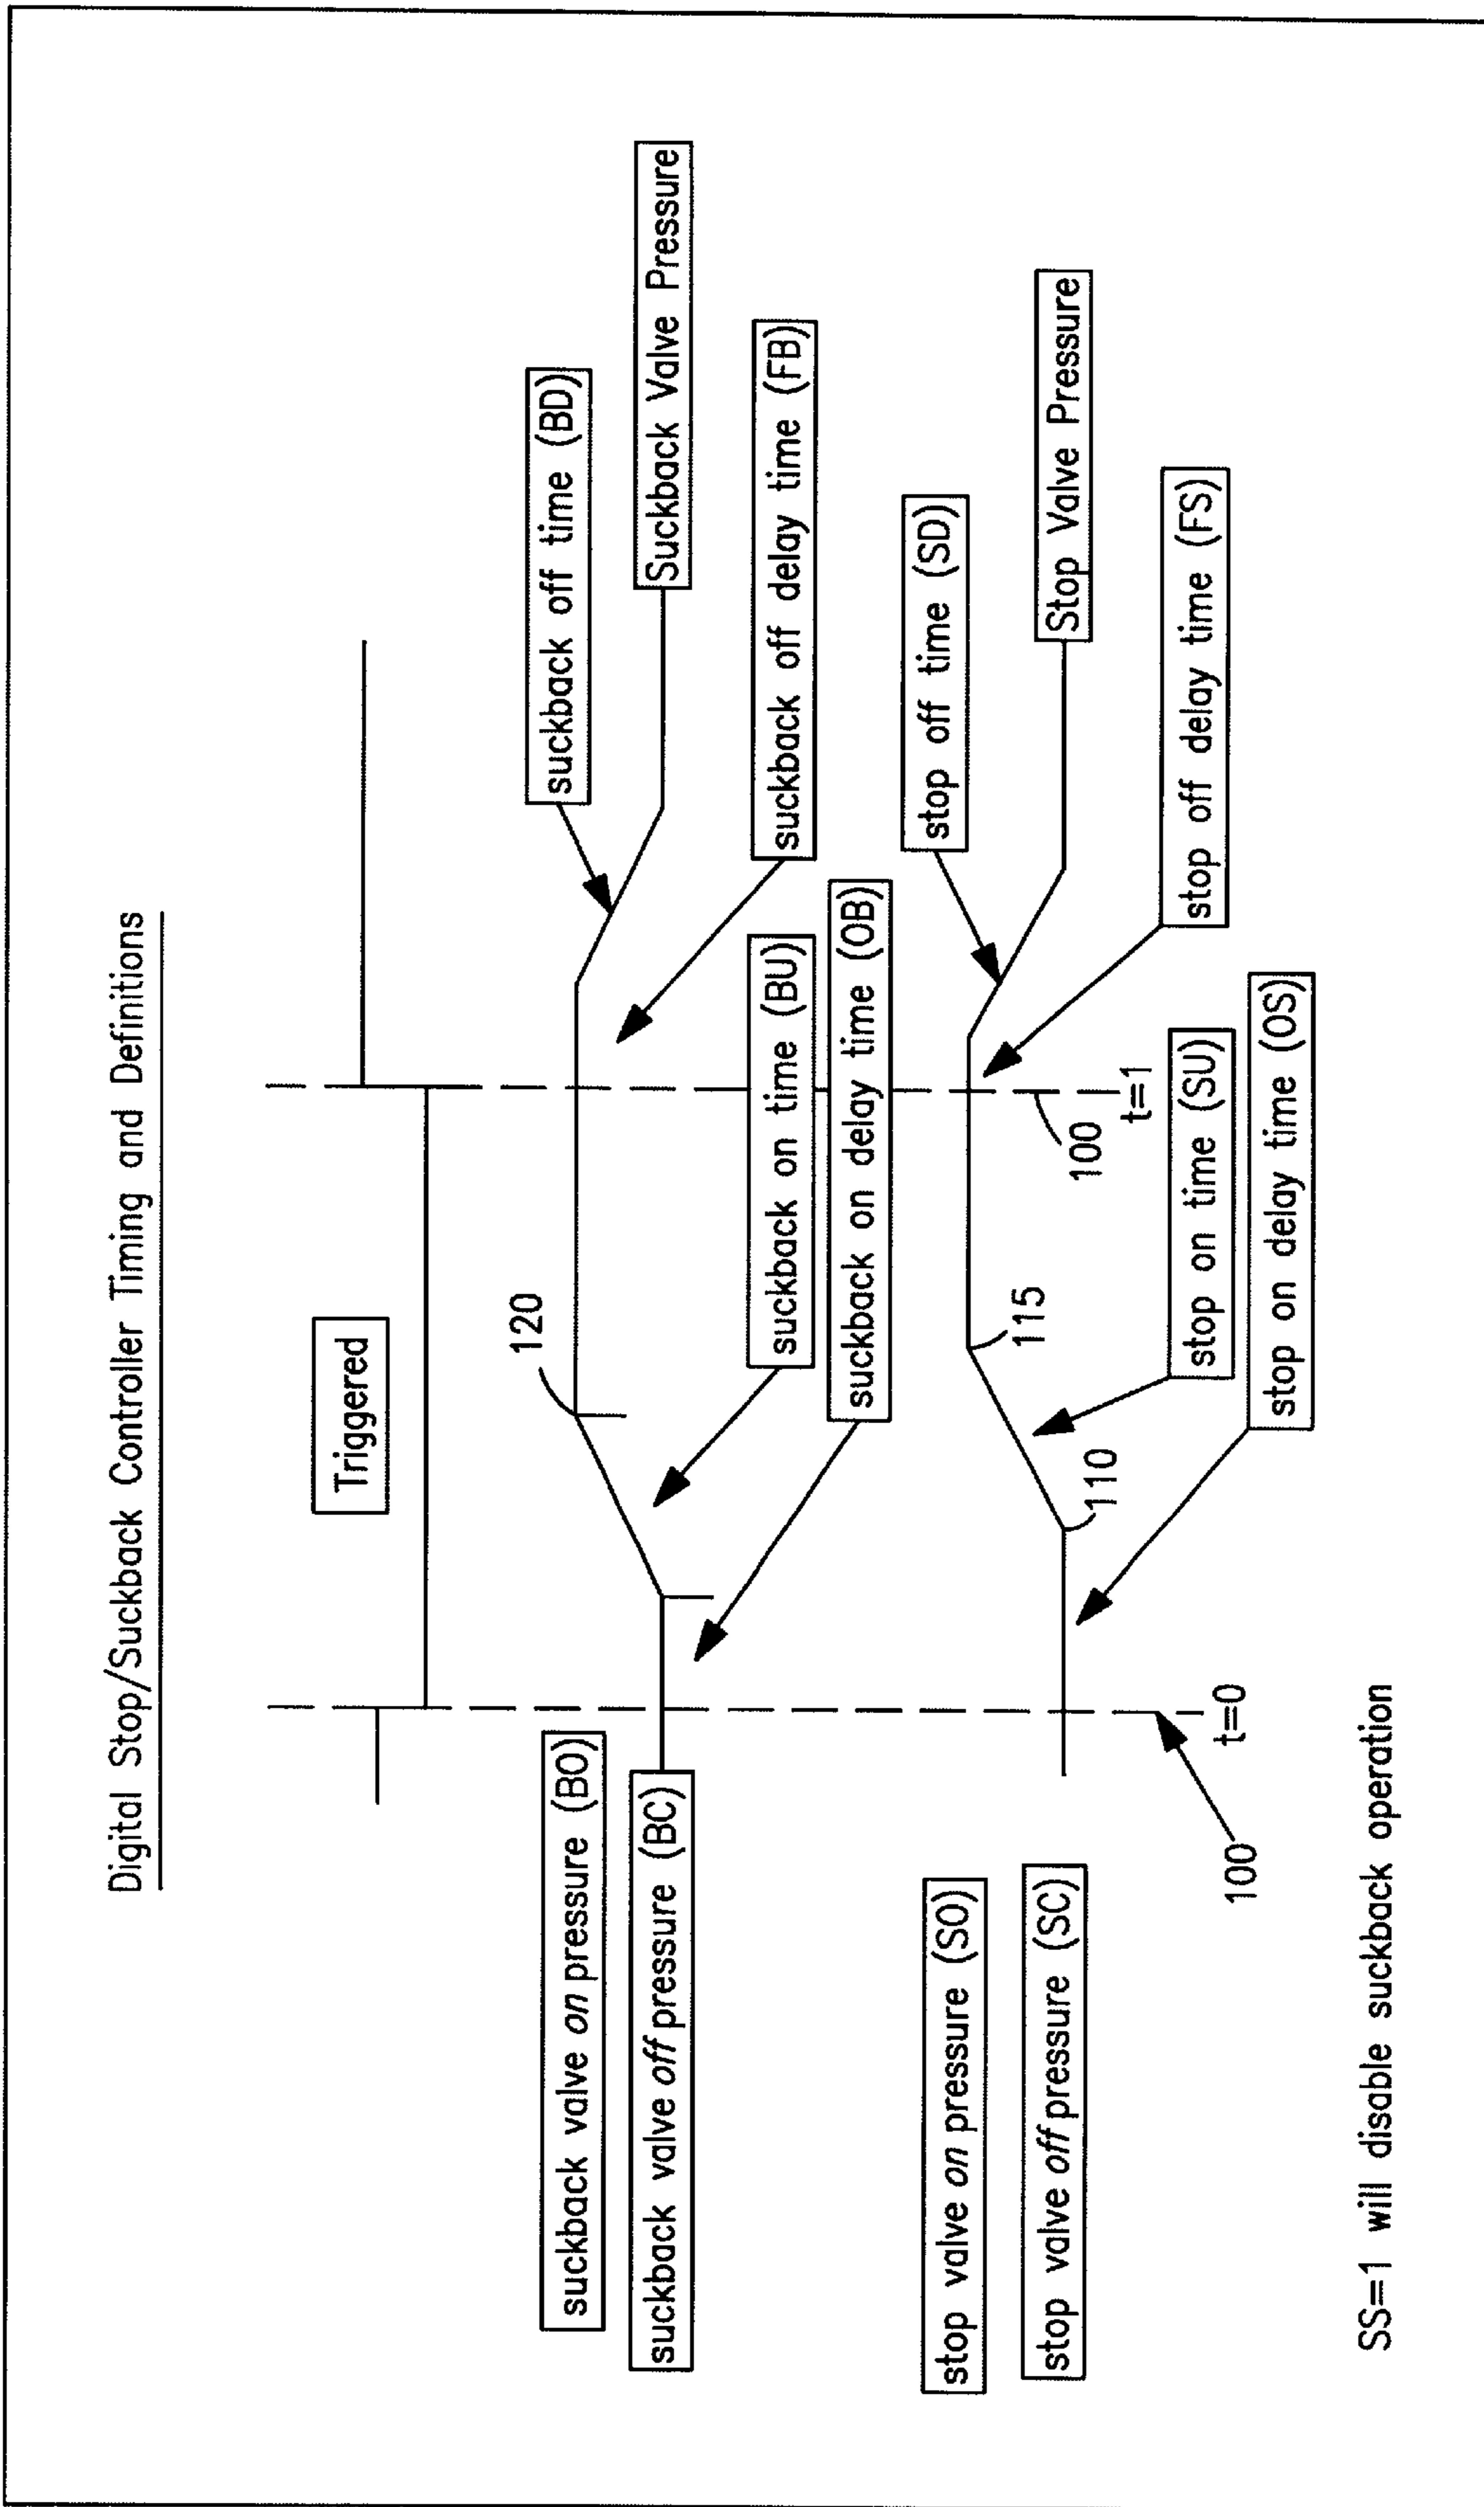 Digital Stop/Suckback Controller Timing and Definitions
Triggered
suckback valve on pressure (BO)
120
suckback off time (BD)
suckback valve off pressure (BC)
Suckback Valve Pressure
suckback on time (BU)
suckback off delay time (FB)
suckback on delay time (OB)
stop valve on pressure (SO)
115
stop off time (SD)
stop valve off pressure (SC)
110
100
Stop Valve Pressure
t=1
stop on time (SU)
stop off delay time (FS)
100
t=0
stop on delay time (OS)
SS=1 will disable suckback operation